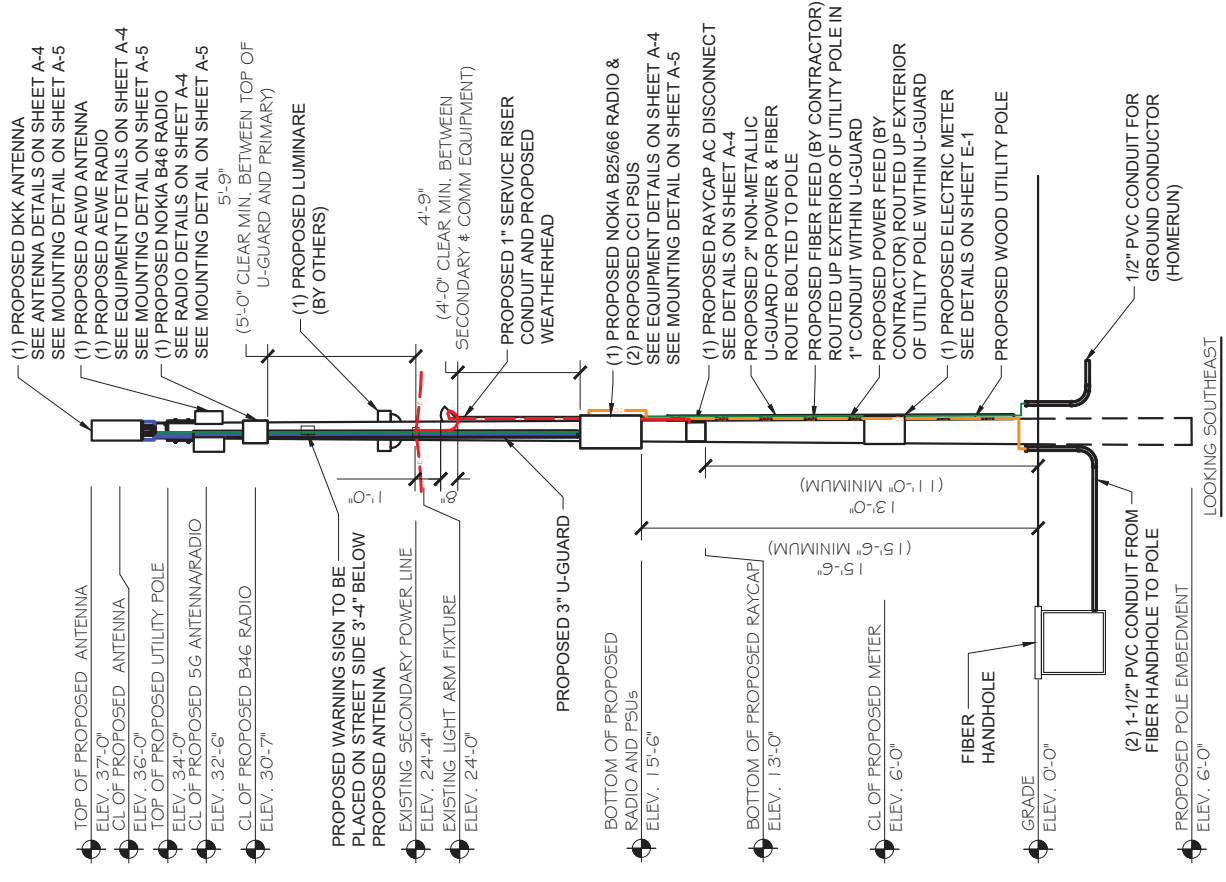 TOP OF PROPOSED ANTENNA
ELEV. 37'-0"
CL OF PROPOSED ANTENNA
ELEV. 36'-0"
TOP OF PROPOSED UTILITY POLE
ELEV. 34'-0"
CL OF PROPOSED 5G ANTENNA/RADIO
ELEV. 32'-6"
CL OF PROPOSED B46 RADIO
ELEV. 30'-7"
PROPOSED WARNING SIGN TO BE
PLACED ON STREET SIDE 3'-4" BELOW
PROPOSED ANTENNA
EXISTING SECONDARY POWER LINE
ELEV. 24'-4"
EXISTING LIGHT ARM FIXTURE
ELEV. 24'-0"
PROPOSED 3" U-GUARD
BOTTOM OF PROPOSED
RADIO AND PSUs
ELEV. 15'-6"
BOTTOM OF PROPOSED RAYCAP
ELEV. 13'-0"
CL OF PROPOSED METER
ELEV. 6'-0"
FIBER
HANDHOLE
GRADE
ELEV. 0'-0"
(2) 1-1/2" PVC CONDUIT FROM
FIBER HANDHOLE TO POLE
PROPOSED POLE EMBEDMENT
ELEV. 6'-0"
1'-0"
8"
13'-0"
(11'-0" MINIMUM)
15'-6"
(15'-6" MINIMUM)
(1) PROPOSED DKK ANTENNA
SEE ANTENNA DETAILS ON SHEET A-4
SEE MOUNTING DETAIL ON SHEET A-5
(1) PROPOSED AEWD ANTENNA
(1) PROPOSED AEWE RADIO
SEE EQUIPMENT DETAILS ON SHEET A-4
SEE MOUNTING DETAIL ON SHEET A-5
(1) PROPOSED NOKIA B46 RADIO
SEE RADIO DETAILS ON SHEET A-4
SEE MOUNTING DETAIL ON SHEET A-5
5'-9"
(5'-0" CLEAR MIN. BETWEEN TOP OF
U-GUARD AND PRIMARY)
(1) PROPOSED LUMINARE
(BY OTHERS)
4'-9"
(4'-0" CLEAR MIN. BETWEEN
SECONDARY & COMM EQUIPMENT)
PROPOSED 1" SERVICE RISER
CONDUIT AND PROPOSED
WEATHERHEAD
(1) PROPOSED NOKIA B25/66 RADIO &
(2) PROPOSED CCI PSUS
SEE EQUIPMENT DETAILS ON SHEET A-4
SEE MOUNTING DETAIL ON SHEET A-5
(1) PROPOSED RAYCAP AC DISCONNECT
SEE DETAILS ON SHEET A-4
PROPOSED 2" NON-METALLIC
U-GUARD FOR POWER & FIBER
ROUTE BOLTED TO POLE
PROPOSED FIBER FEED (BY CONTRACTOR)
ROUTED UP EXTERIOR OF UTILITY POLE IN
1" CONDUIT WITHIN U-GUARD
PROPOSED POWER FEED (BY
CONTRACTOR) ROUTED UP EXTERIOR
OF UTILITY POLE WITHIN U-GUARD
(1) PROPOSED ELECTRIC METER
SEE DETAILS ON SHEET E-1
PROPOSED WOOD UTILITY POLE
1/2" PVC CONDUIT FOR
GROUND CONDUCTOR
(HOMERUN)
LOOKING SOUTHEAST